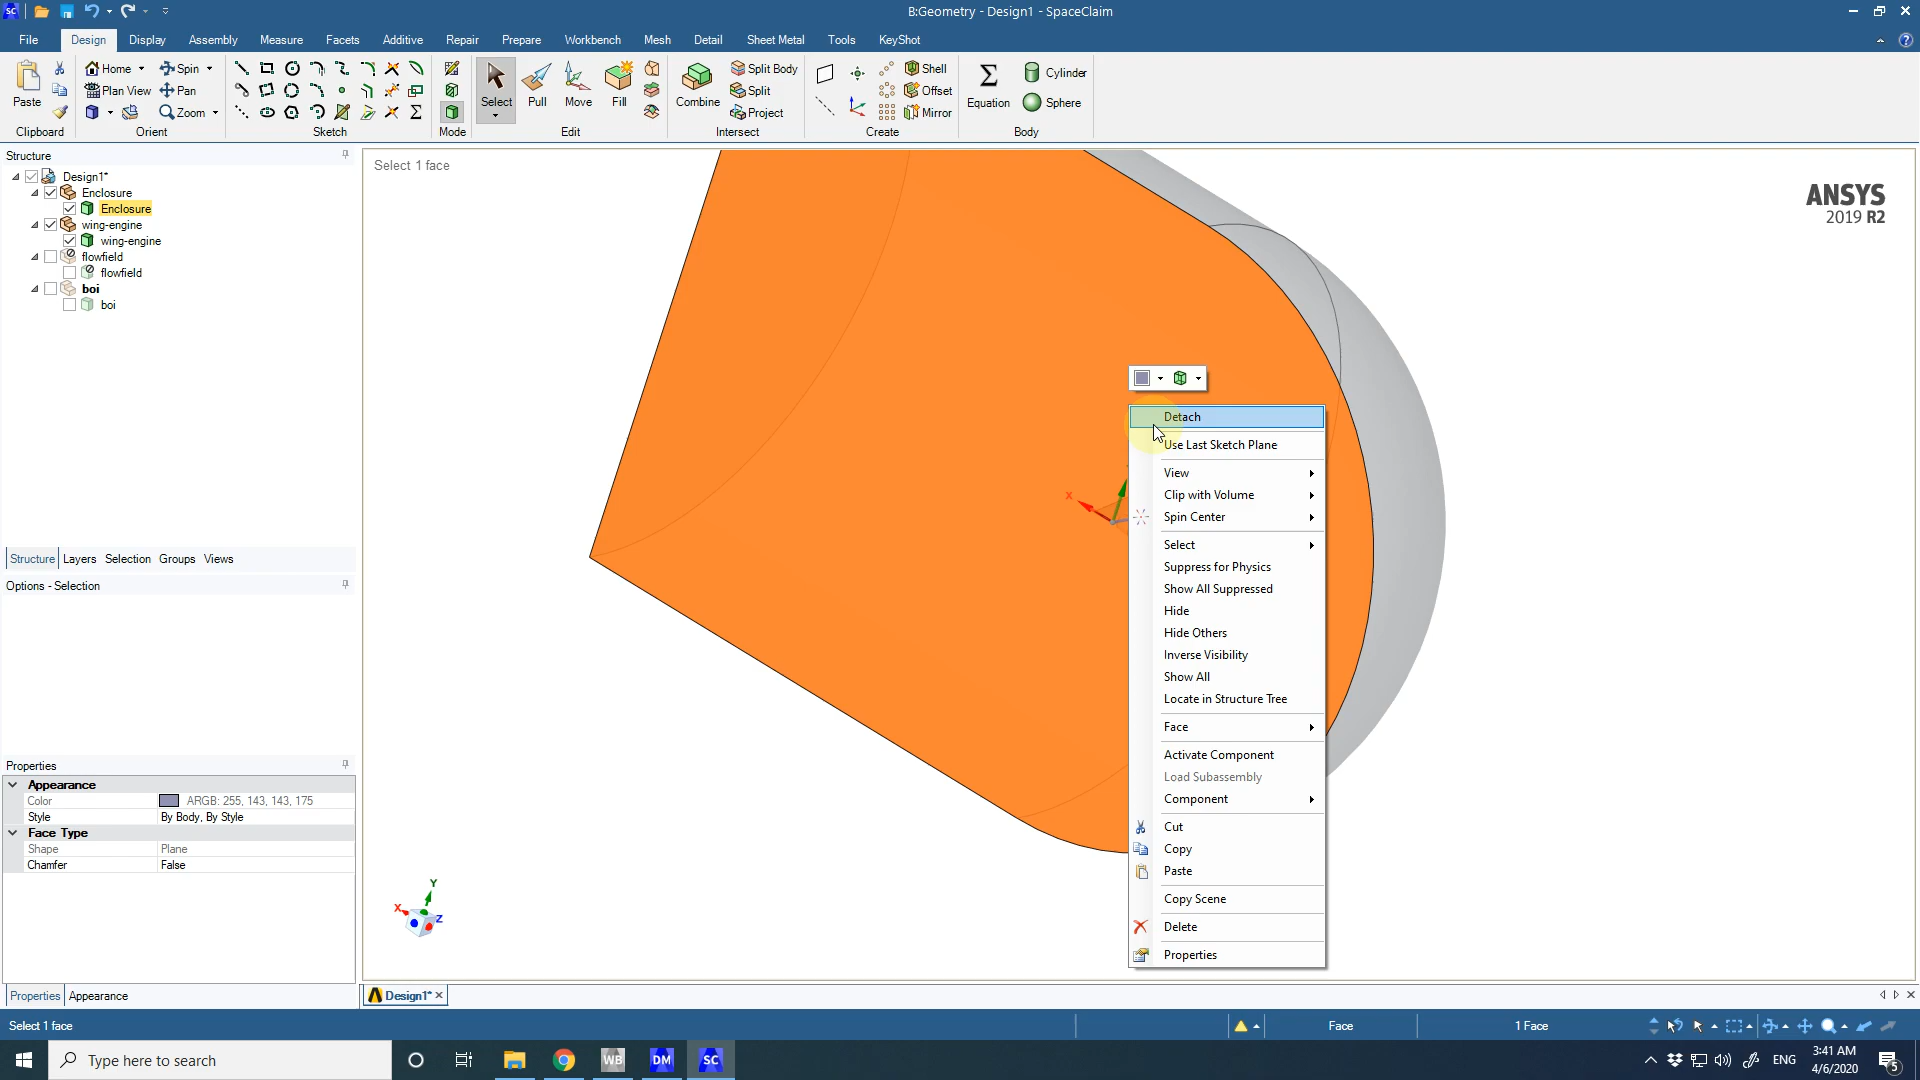 B:Geometry - Design1 - SpaceClaim
File Design Display Assembly Measure Facets Additive Repair Prepare Workbench Mesh Detail Sheet Metal Tools KeyShot
Paste
Clipboard
Home
Plan View
Spin
Pan
Zoom
Orient
Sketch
Mode
Select
Pull
Move
Fill
Edit
Combine
Split Body
Split
Project
Intersect
Shell
Offset
Mirror
Create
Equation
Cylinder
Sphere
Body
Structure
Design1*
Enclosure
Enclosure
wing-engine
wing-engine
flowfield
flowfield
boi
boi
Structure Layers Selection Groups Views
Options - Selection
Properties
Appearance
Color ARGB: 255, 143, 143, 175
Style By Body, By Style
Face Type
Shape Plane
Chamfer False
Properties Appearance
Select 1 face
ANSYS
2019 R2
X
Detach
Use Last Sketch Plane
View
Clip with Volume
Spin Center
Select
Suppress for Physics
Show All Suppressed
Hide
Hide Others
Inverse Visibility
Show All
Locate in Structure Tree
Face
Activate Component
Load Subassembly
Component
Cut
Copy
Paste
Copy Scene
Delete
Properties
Y
X
Z
Design1*
Select 1 face
Face
1 Face
Type here to search
WB
DM
SC
ENG
3:41 AM
4/6/2020
5